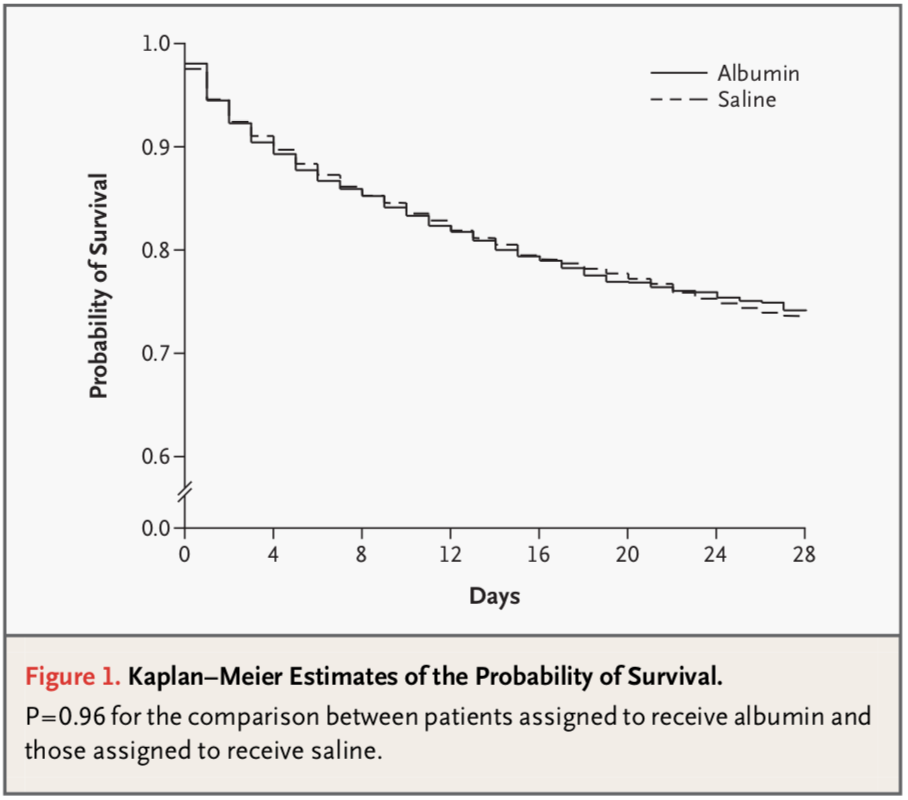 1.0
Albumin
Saline
0.9
0.8
0.7
0.6
0.0
Probability of Survival
0 4 8 12 16 20 24 28
Days
Figure 1. Kaplan–Meier Estimates of the Probability of Survival.
P=0.96 for the comparison between patients assigned to receive albumin and
those assigned to receive saline.